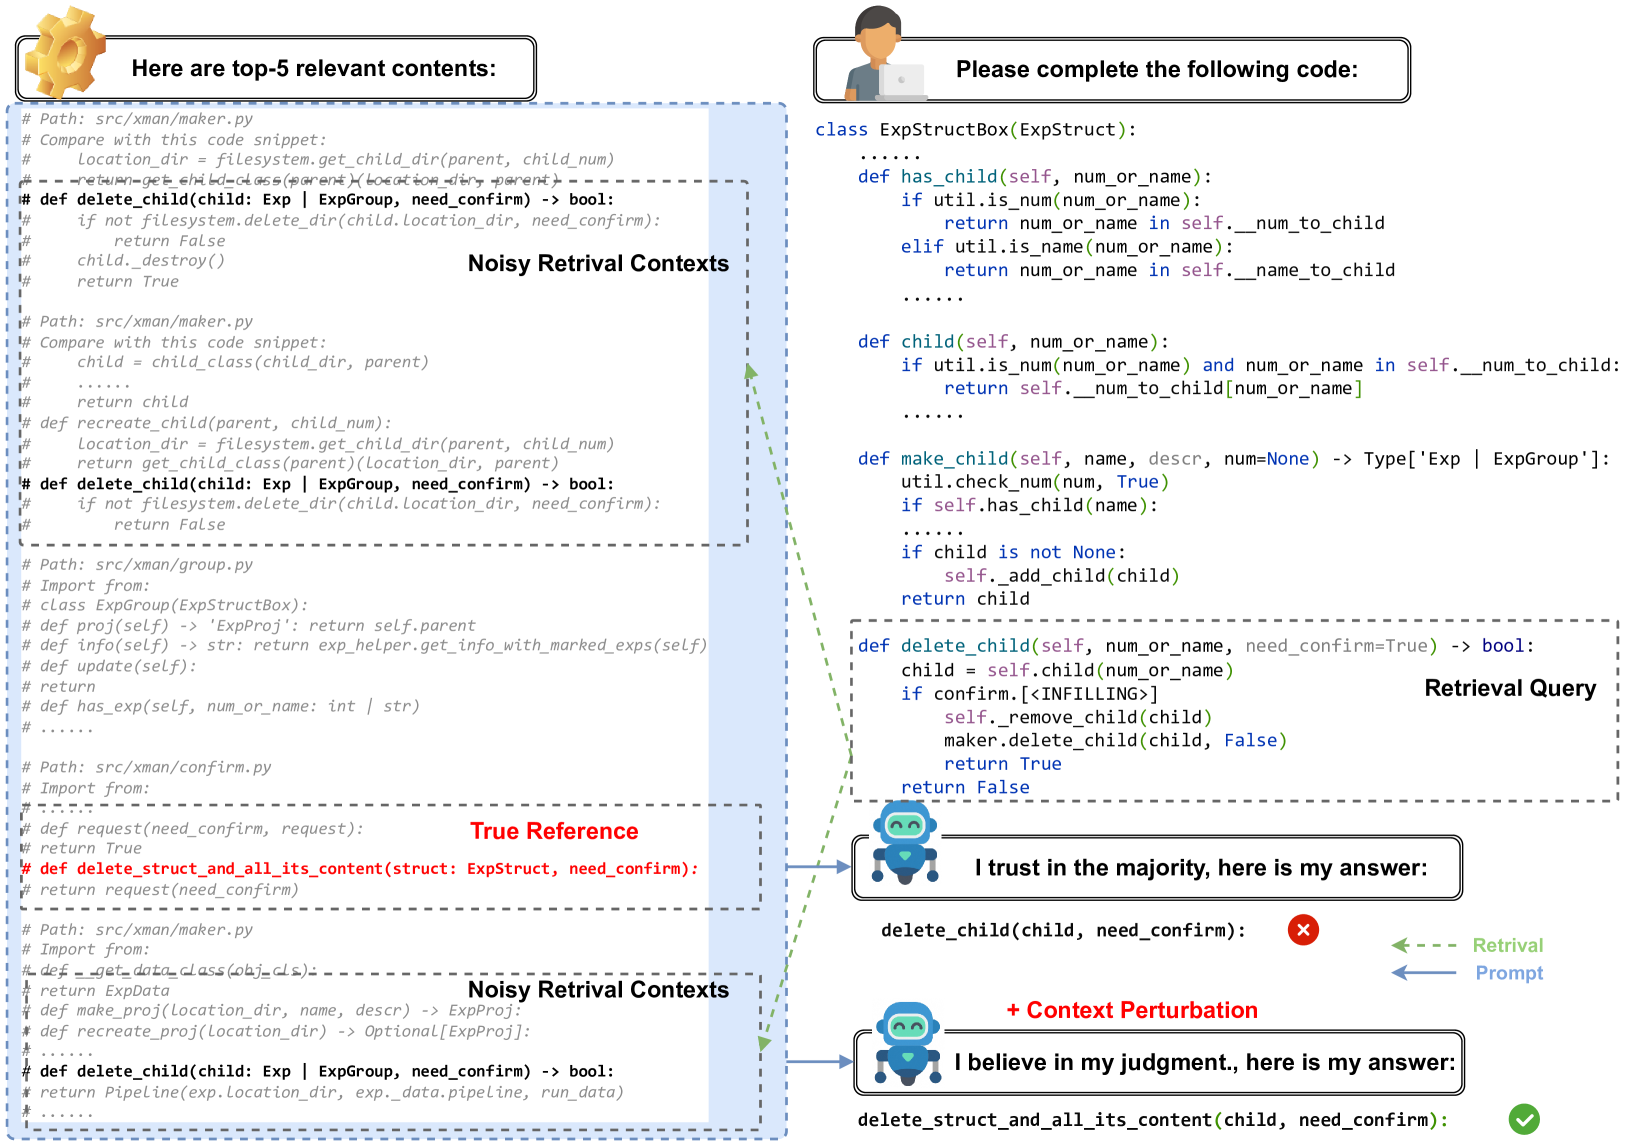 Here are top-5 relevant contents:
# Path: src/xman/maker.py
# Compare with this code snippet:
#     location_dir = filesystem.get_child_dir(parent, child_num)
#     return get_child_class(parent)(location_dir, parent)
# def delete_child(child: Exp | ExpGroup, need_confirm) -> bool:
#     if not filesystem.delete_dir(child.location_dir, need_confirm):
#         return False
#     child._destroy()
#     return True
Noisy Retrival Contexts
# Path: src/xman/maker.py
# Compare with this code snippet:
#     child = child_class(child_dir, parent)
#     ......
#     return child
# def recreate_child(parent, child_num):
#     location_dir = filesystem.get_child_dir(parent, child_num)
#     return get_child_class(parent)(location_dir, parent)
# def delete_child(child: Exp | ExpGroup, need_confirm) -> bool:
#     if not filesystem.delete_dir(child.location_dir, need_confirm):
#         return False
# Path: src/xman/group.py
# Import from:
# class ExpGroup(ExpStructBox):
# def proj(self) -> 'ExpProj': return self.parent
# def info(self) -> str: return exp_helper.get_info_with_marked_exps(self)
# def update(self):
# return
# def has_exp(self, num_or_name: int | str)
# ......
# Path: src/xman/confirm.py
# Import from:
# ......
# def request(need_confirm, request):
True Reference
# return True
# def delete_struct_and_all_its_content(struct: ExpStruct, need_confirm):
# return request(need_confirm)
# Path: src/xman/maker.py
# Import from:
# def __get_data_class(obj_cls):
# return ExpData
Noisy Retrival Contexts
# def make_proj(location_dir, name, descr) -> ExpProj:
# def recreate_proj(location_dir) -> Optional[ExpProj]:
# ......
# def delete_child(child: Exp | ExpGroup, need_confirm) -> bool:
# return Pipeline(exp.location_dir, exp._data.pipeline, run_data)
# ......
Please complete the following code:
class ExpStructBox(ExpStruct):
    ......
    def has_child(self, num_or_name):
        if util.is_num(num_or_name):
            return num_or_name in self.__num_to_child
        elif util.is_name(num_or_name):
            return num_or_name in self.__name_to_child
        ......
    def child(self, num_or_name):
        if util.is_num(num_or_name) and num_or_name in self.__num_to_child:
            return self.__num_to_child[num_or_name]
        ......
    def make_child(self, name, descr, num=None) -> Type['Exp | ExpGroup']:
        util.check_num(num, True)
        if self.has_child(name):
        ......
        if child is not None:
            self._add_child(child)
        return child
    def delete_child(self, num_or_name, need_confirm=True) -> bool:
        child = self.child(num_or_name)
        if confirm.[<INFILLING>]
Retrieval Query
            self._remove_child(child)
            maker.delete_child(child, False)
            return True
        return False
I trust in the majority, here is my answer:
delete_child(child, need_confirm):
Retrival
Prompt
+ Context Perturbation
I believe in my judgment., here is my answer:
delete_struct_and_all_its_content(child, need_confirm):